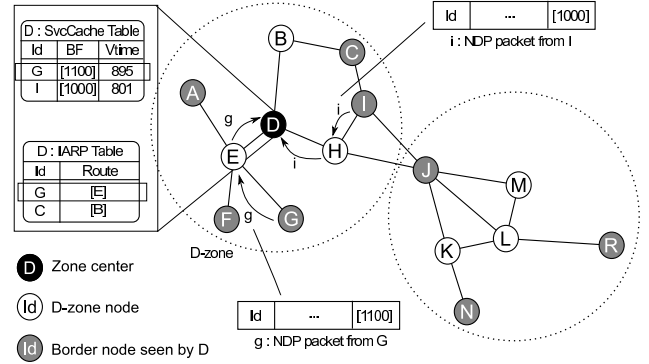 D : SvcCache Table
Id BF Vtime
G [1100] 895
I [1000] 801
D : IARP Table
Id Route
G [E]
C [B]
Id ... [1000]
i : NDP packet from I
B
C
A
I
g
i
D
H
E
i
J
M
F
g
G
D-zone
K
L
R
N
D Zone center
Id D-zone node
Id Border node seen by D
Id ... [1100]
g : NDP packet from G